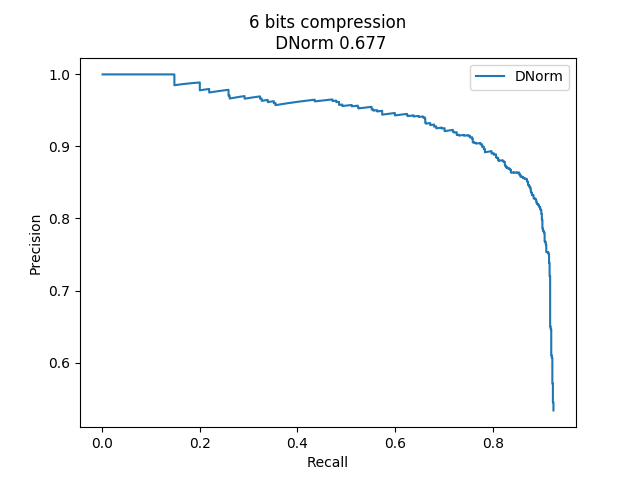 6 bits compression
DNorm 0.677
DNorm
1.0
0.9
0.8
0.7
0.6
Precision
0.0 0.2 0.4 0.6 0.8
Recall